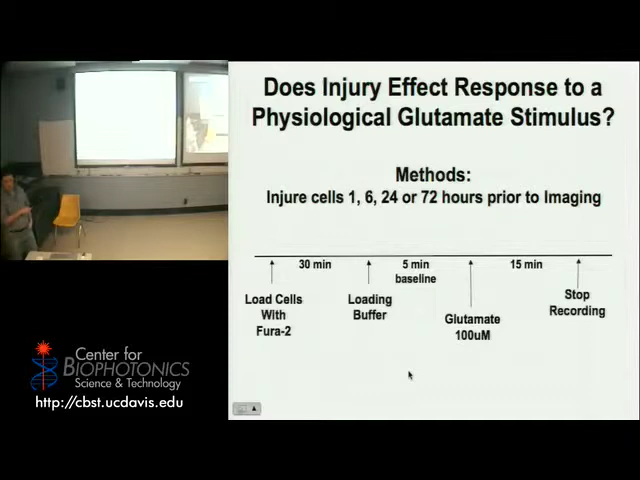 Does Injury Effect Response to a
Physiological Glutamate Stimulus?
Methods:
Injure cells 1, 6, 24 or 72 hours prior to Imaging
30 min
5 min
baseline
15 min
Load Cells
With
Fura-2
Loading
Buffer
Glutamate
100uM
Stop
Recording
Center for
BIOPHOTONICS
Science & Technology
http://cbst.ucdavis.edu